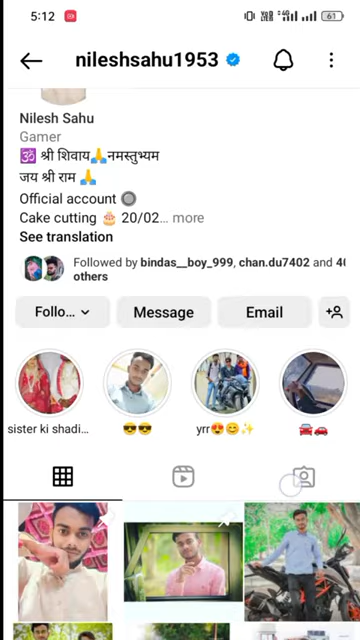 5:12
61
nileshsahu1953
Nilesh Sahu
Gamer
🕉 श्री शिवाय🙏नमस्तुभ्यम
जय श्री राम 🙏
Official account 🔘
Cake cutting 🎂 20/02... more
See translation
Followed by bindas__boy_999, chan.du7402 and
others
Follo...
Message
Email
sister ki shadi...
😎😎
yrr😍😊✨
🚘🚗